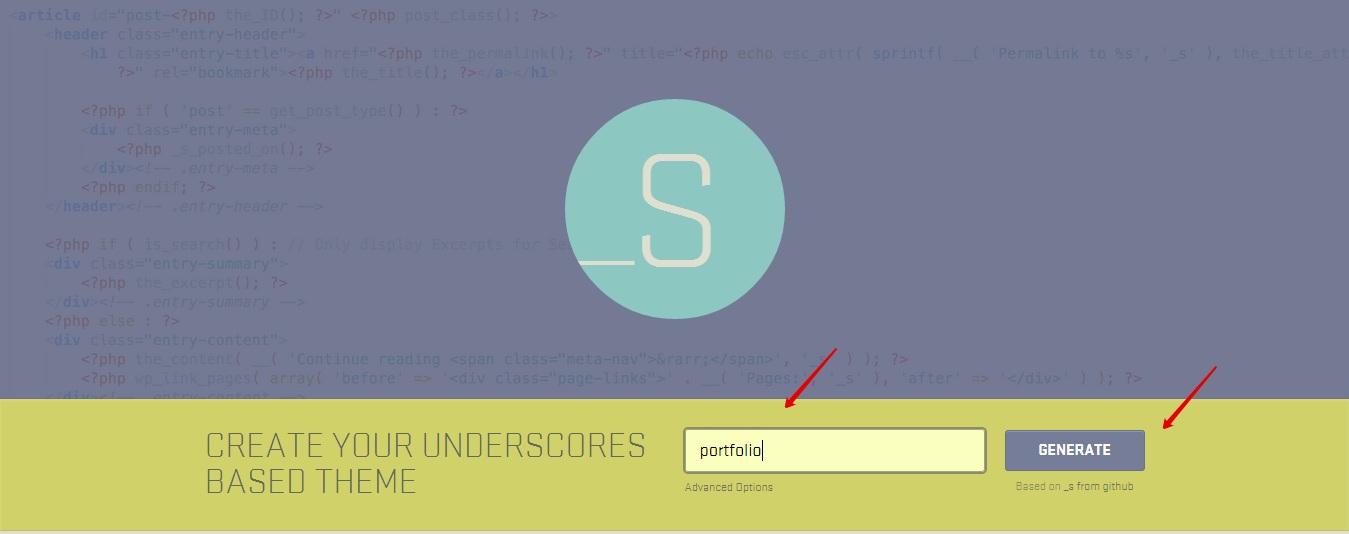 <article id="post-<?php the_ID(); ?>" <?php post_class(); ?>>
<header class="entry-header">
<h1 class="entry-title"><a href="<?php the_permalink(); ?>" title="<?php echo esc_attr( sprintf( __( 'Permalink to %s', '_s' ), the_title_att
?>" rel="bookmark"><?php the_title(); ?></a></h1>
<?php if ( 'post' == get_post_type() ) : ?>
<div class="entry-meta">
<?php _s_posted_on(); ?>
</div><!-- .entry-meta -->
<?php endif; ?>
</header><!-- .entry-header -->
<?php if ( is_search() ) : // Only display Excerpts for Se
<div class="entry-summary">
<?php the_excerpt(); ?>
</div><!-- .entry-summary -->
<?php else : ?>
<div class="entry-content">
<?php the_content( __( 'Continue reading <span class="meta-nav">&rarr;</span>', '_s' ) ); ?>
<?php wp_link_pages( array( 'before' => '<div class="page-links">' . __( 'Pages:', '_s' ), 'after' => '</div>' ) ); ?>
</div><!-- .entry-content -->
_S
CREATE YOUR UNDERSCORES
BASED THEME
portfolio
GENERATE
Advanced Options
Based on _s from github